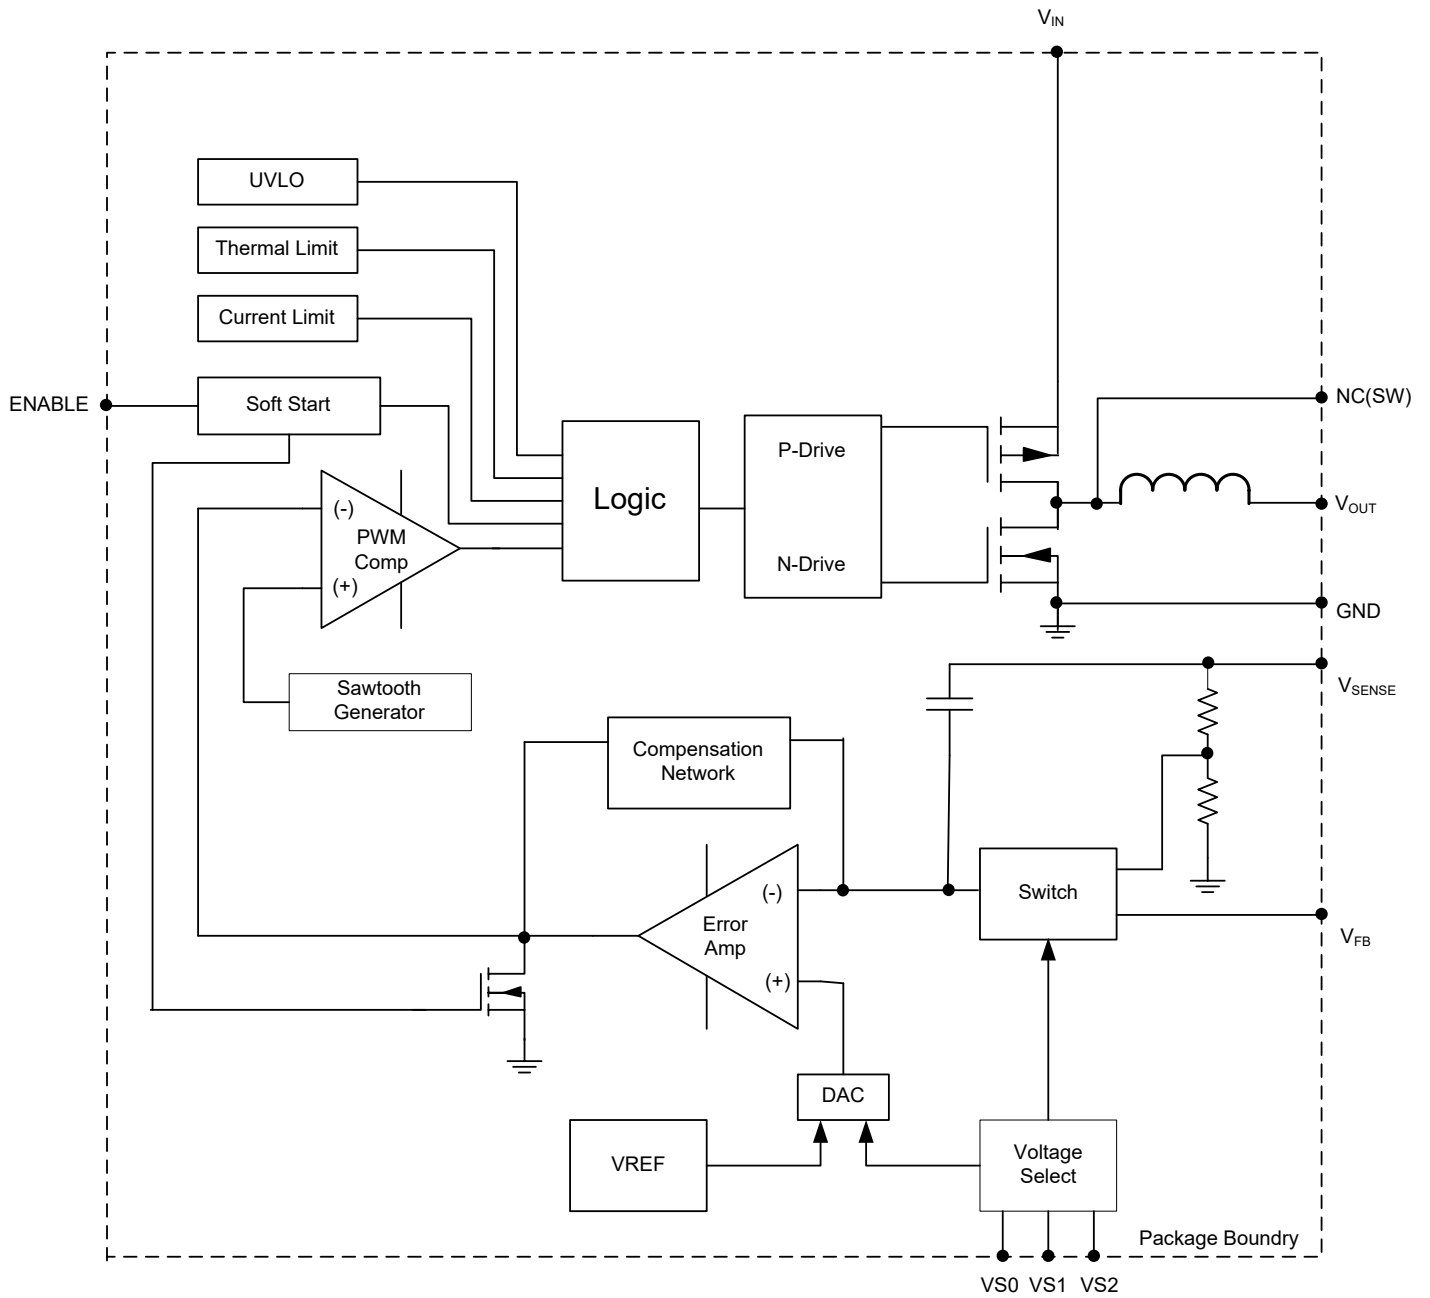 VIN
UVLO
Thermal Limit
Current Limit
NC(SW)
ENABLE
Soft Start
P-Drive
Logic
VOUT
(-)
PWM
Comp
N-Drive
(+)
GND
Sawtooth
Generator
VSENSE
Compensation
Network
(-)
Switch
Error
Amp
VFB
(+)
DAC
VREF
Voltage
Select
Package Boundry
VS0 VS1 VS2